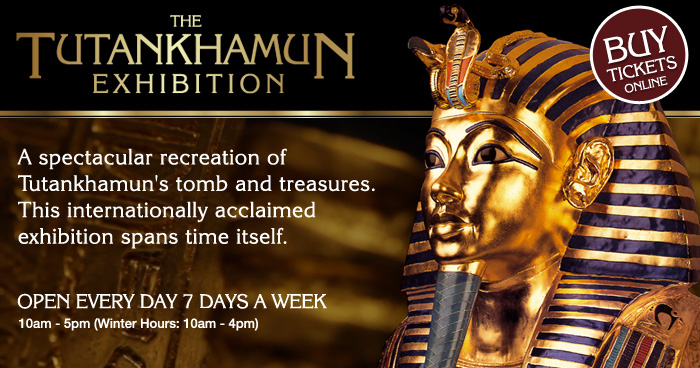 THE
TUTANKHAMUN
EXHIBITION
BUY
TICKETS
ONLINE
A spectacular recreation of
Tutankhamun's tomb and treasures.
This internationally acclaimed
exhibition spans time itself.
OPEN EVERY DAY 7 DAYS A WEEK
10am - 5pm (Winter Hours: 10am - 4pm)